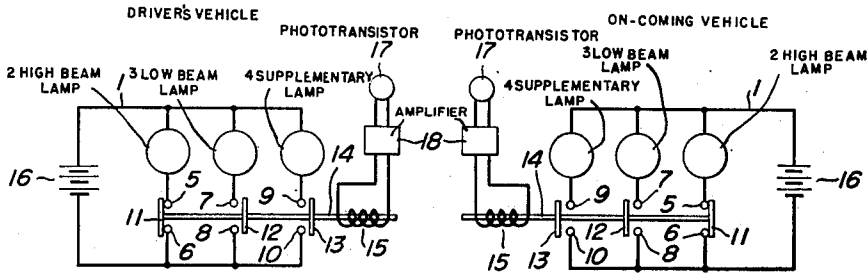 DRIVER'S VEHICLE
PHOTOTRANSISTOR
17
2 HIGH BEAM
LAMP
1
3 LOW BEAM
LAMP
4 SUPPLEMENTARY
LAMP
AMPLIFIER
18
16
5
7
9
14
11
6
8
12
10
13
15
ON-COMING VEHICLE
PHOTOTRANSISTOR
17
3 LOW BEAM
LAMP
2 HIGH BEAM
LAMP
4 SUPPLEMENTARY
LAMP
1
14
9
7
5
16
15
13
10
12
8
6
11